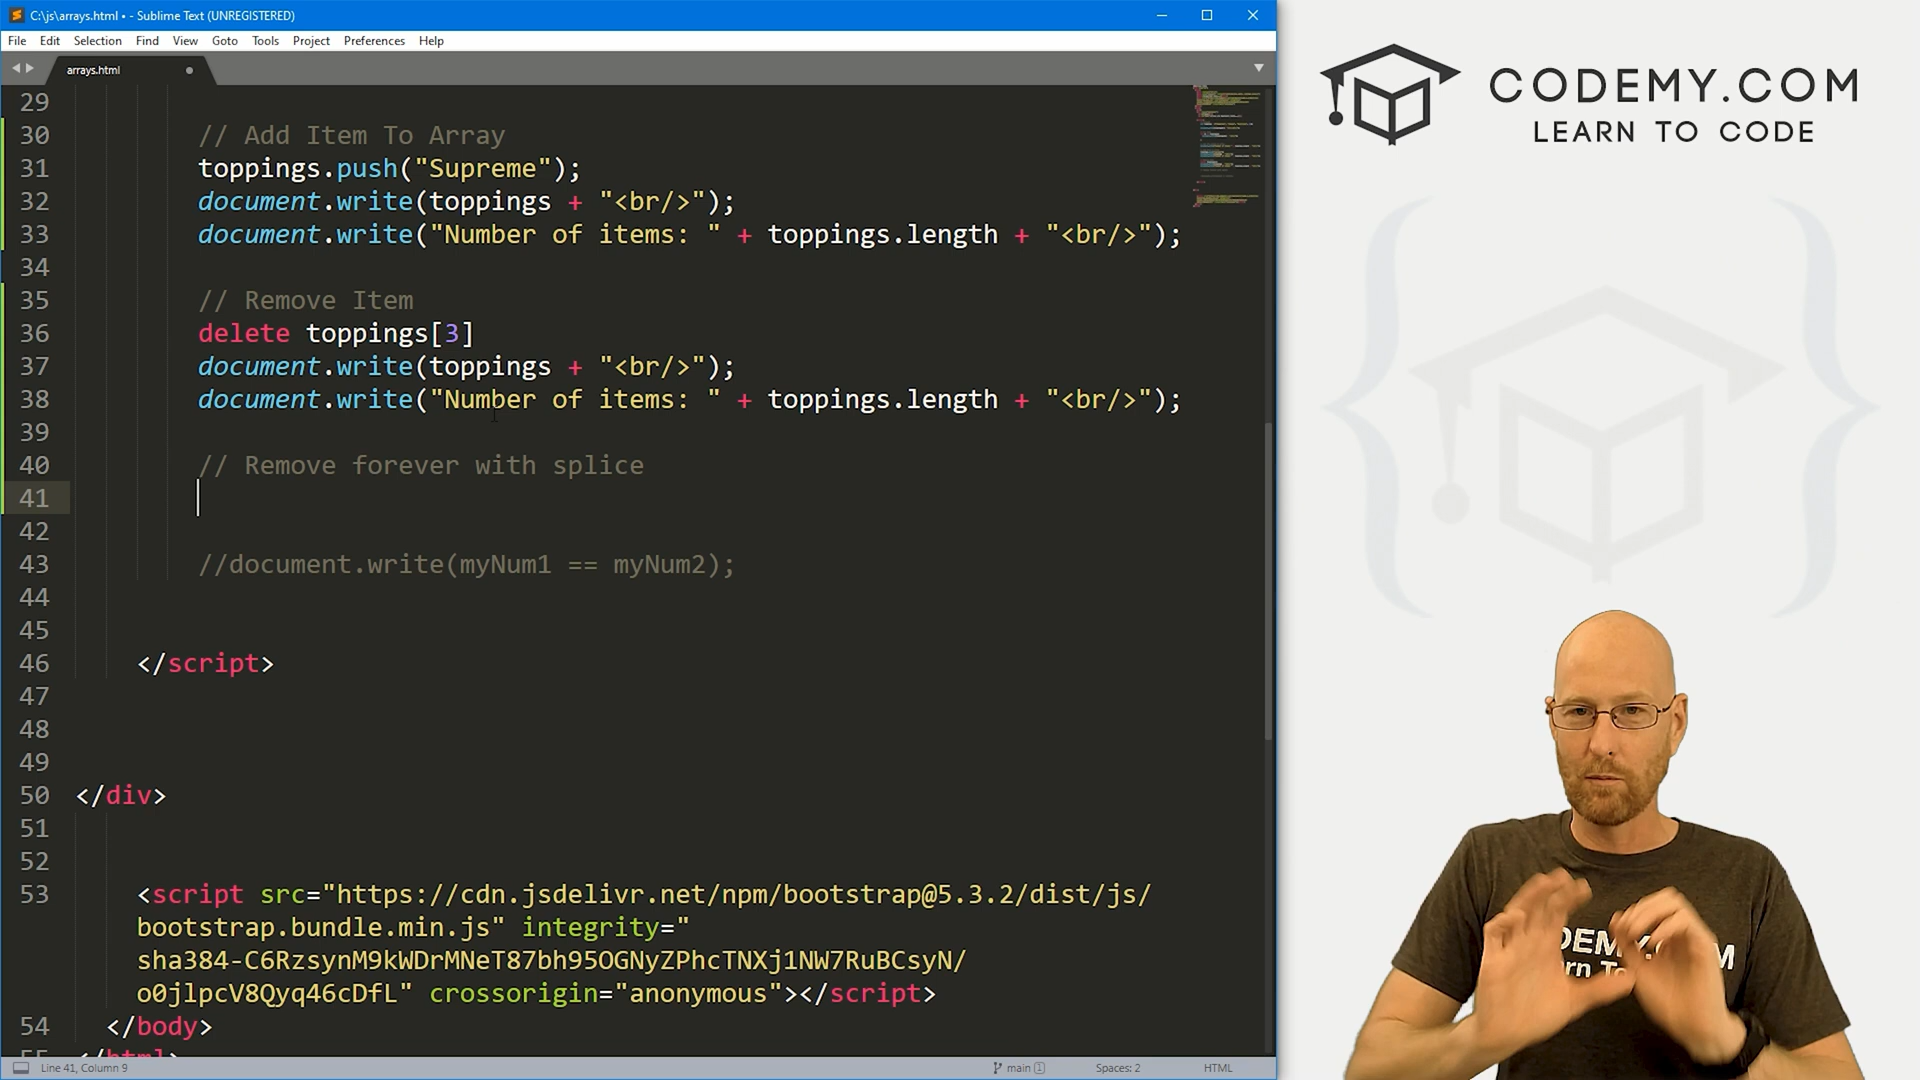 C:\js\arrays.html • - Sublime Text (UNREGISTERED)
File Edit Selection Find View Goto Tools Project Preferences Help
arrays.html
29
30 // Add Item To Array
31 toppings.push("Supreme");
32 document.write(toppings + "<br/>");
33 document.write("Number of items: " + toppings.length + "<br/>");
34
35 // Remove Item
36 delete toppings[3]
37 document.write(toppings + "<br/>");
38 document.write("Number of items: " + toppings.length + "<br/>");
39
40 // Remove forever with splice
41
42
43 //document.write(myNum1 == myNum2);
44
45
46 </script>
47
48
49
50 </div>
51
52
53 <script src="https://cdn.jsdelivr.net/npm/bootstrap@5.3.2/dist/js/
bootstrap.bundle.min.js" integrity="
sha384-C6RzsynM9kWDrMNeT87bh95OGNyZPhcTNXj1NW7RuBCsyN/
o0jlpcV8Qyq46cDfL" crossorigin="anonymous"></script>
54 </body>
55 </html>
Line 41, Column 9 main 1 Spaces: 2 HTML
CODEMY.COM
LEARN TO CODE